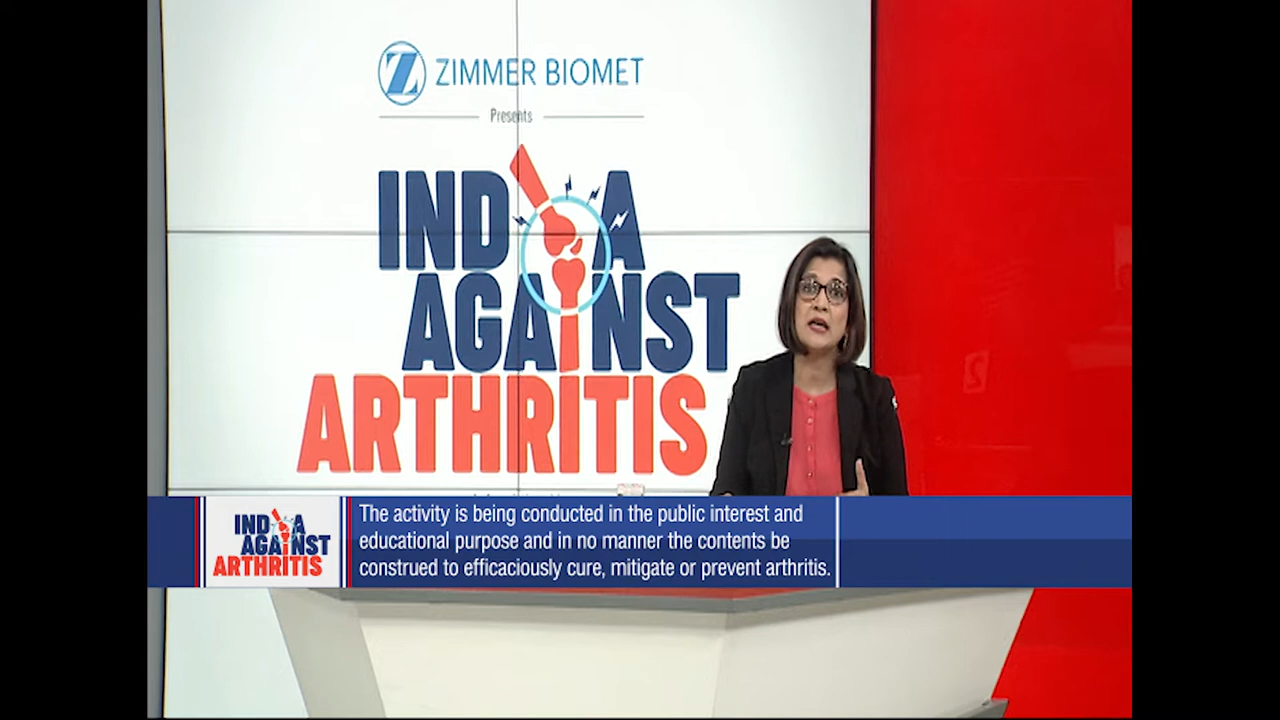 ZIMMER BIOMET
Presents
INDIA
AGAINST
ARTHRITIS
INDIA
AGAINST
ARTHRITIS
The activity is being conducted in the public interest and
educational purpose and in no manner the contents be
construed to efficaciously cure, mitigate or prevent arthritis.